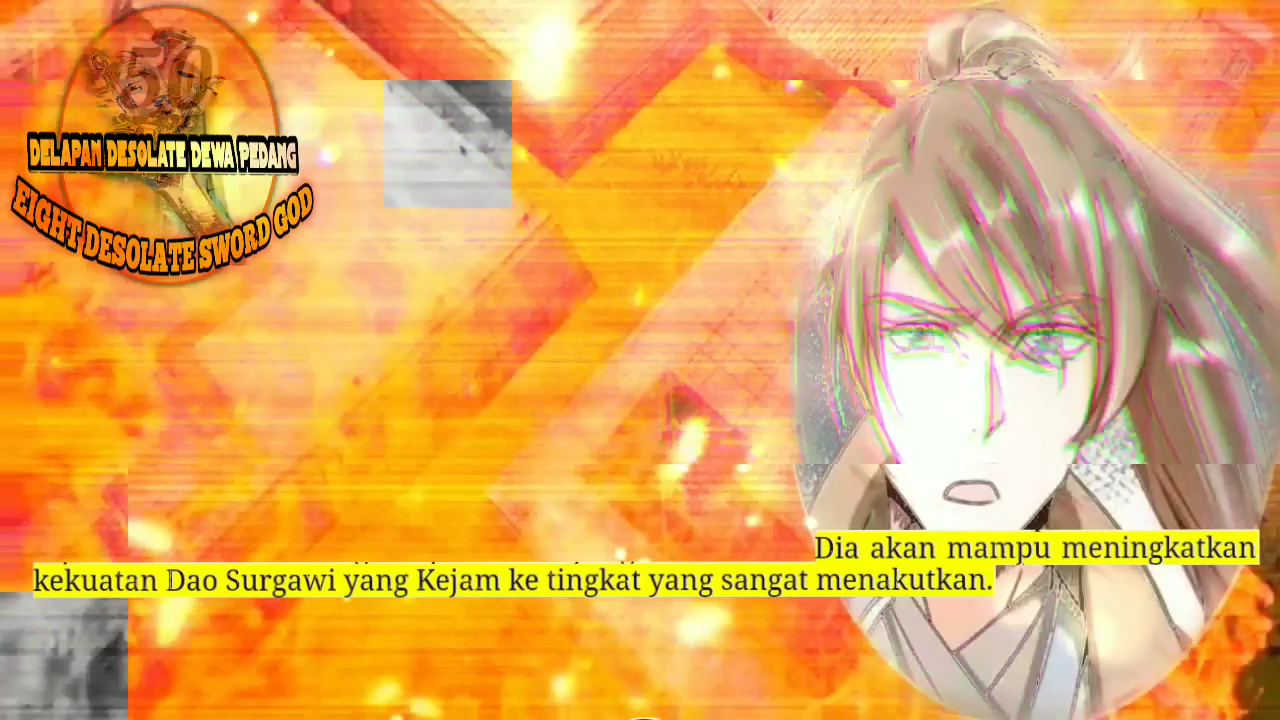 50
DELAPAN DESOLATE DEWA PEDANG
EIGHT DESOLATE SWORD GOD
Dia akan mampu meningkatkan
kekuatan Dao Surgawi yang Kejam ke tingkat yang sangat menakutkan.